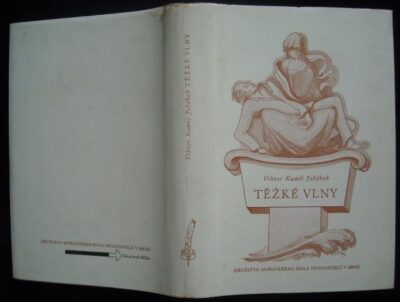 DRUŽSTVO MORAVSKÉHO KOLA SPISOVATELŮ V BRNĚ
Viktor Kamil Jeřábek TĚŽKÉ VLNY
Viktor Kamil Jeřábek
TĚŽKÉ VLNY
DRUŽSTVO MORAVSKÉHO KOLA SPISOVATELŮ V BRNĚ